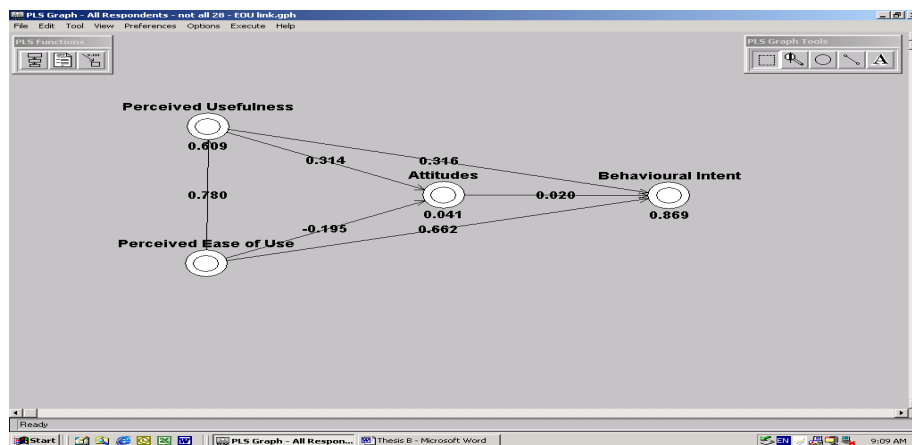 PLS Graph - All Respondents - not all 28 - EOU link.gph
File Edit Tool View Preferences Options Execute Help
PLS Functions
PLS Graph Tools
A
Perceived Usefulness
0.609
0.314
0.316
Attitudes
Behavioural Intent
0.780
0.020
0.041
0.869
-0.195
0.662
Perceived Ease of Use
Ready
Start
PLS Graph - All Respon...
Thesis B - Microsoft Word
EN
9:09 AM